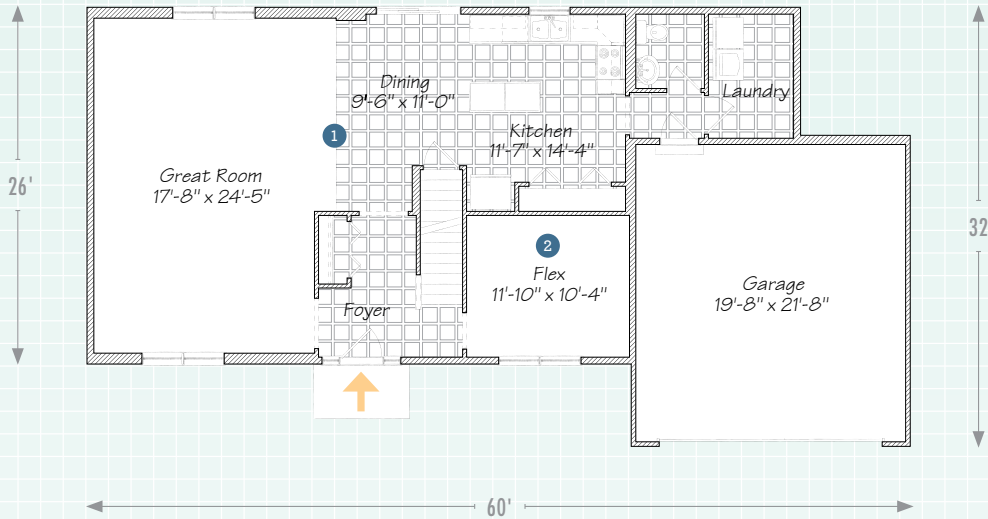 Dining
9'-6" x 11'-0"
Laundry
1
Kitchen
11'-7" x 14'-4"
Great Room
17'-8" x 24'-5"
26'
32
2
Flex
11'-10" x 10'-4"
Garage
19'-8" x 21'-8"
Foyer
60'